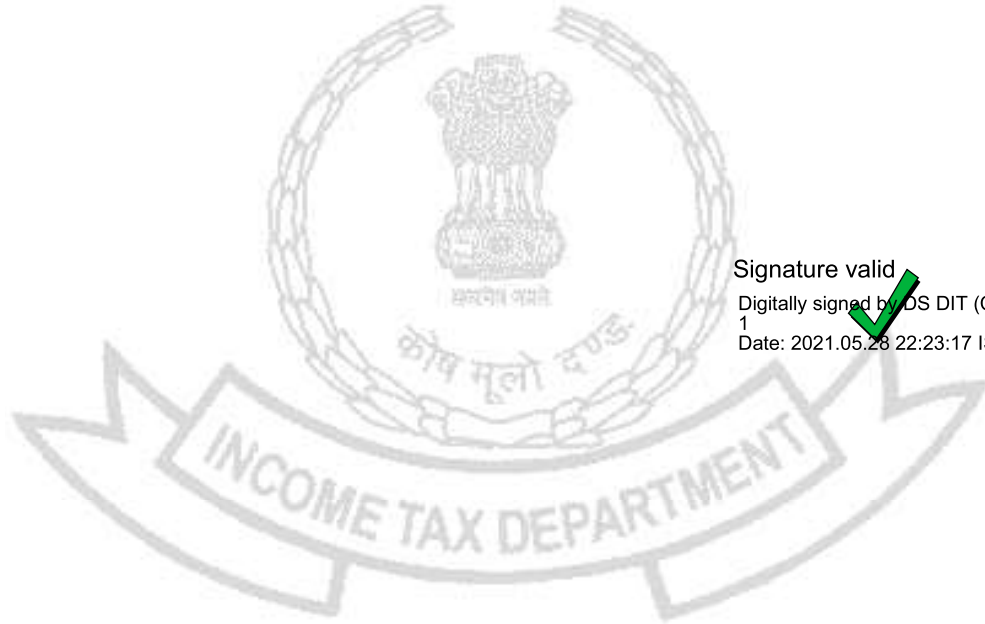 Signature valid
Digitally signed by DS DIT (
1
Date: 2021.05.28 22:23:17 I
सत्यमेव जयते
कोष मूलो दण्डः
INCOME TAX DEPARTMENT